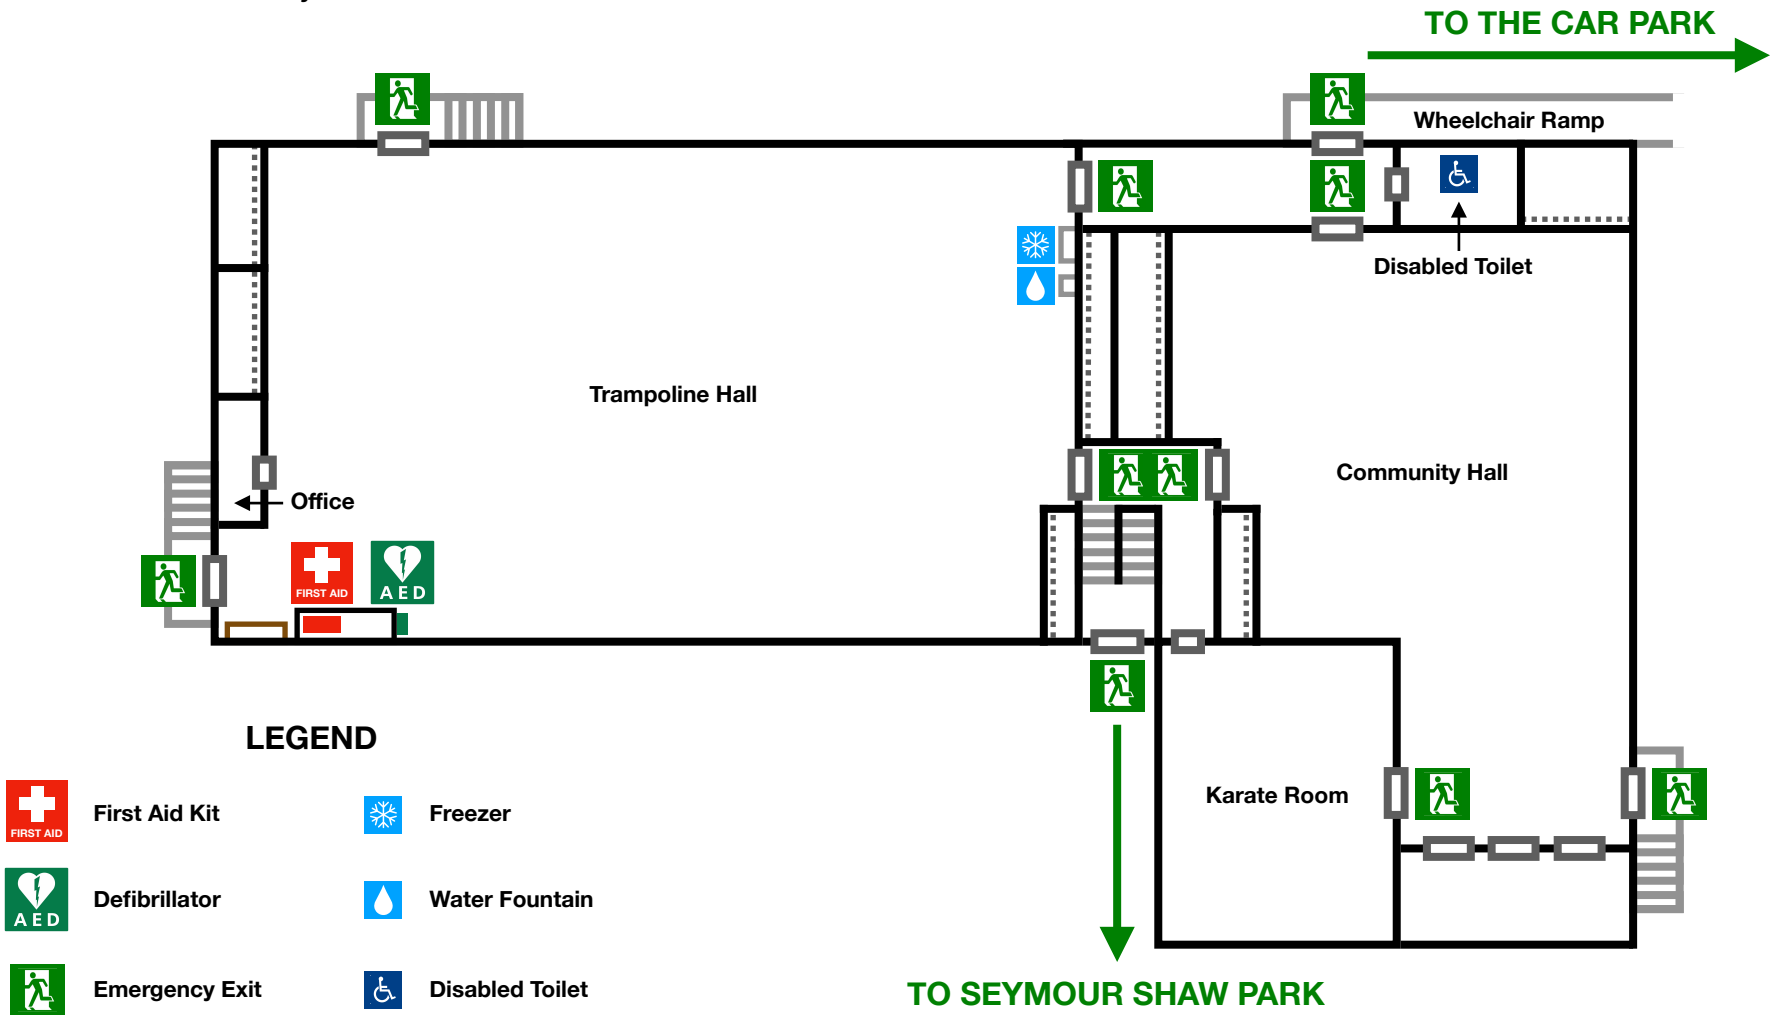 TO THE CAR PARK
Wheelchair Ramp
Disabled Toilet
Trampoline Hall
Community Hall
Office
FIRST AID
AED
Karate Room
LEGEND
FIRST AID
First Aid Kit
Freezer
AED
Defibrillator
Water Fountain
Emergency Exit
Disabled Toilet
TO SEYMOUR SHAW PARK